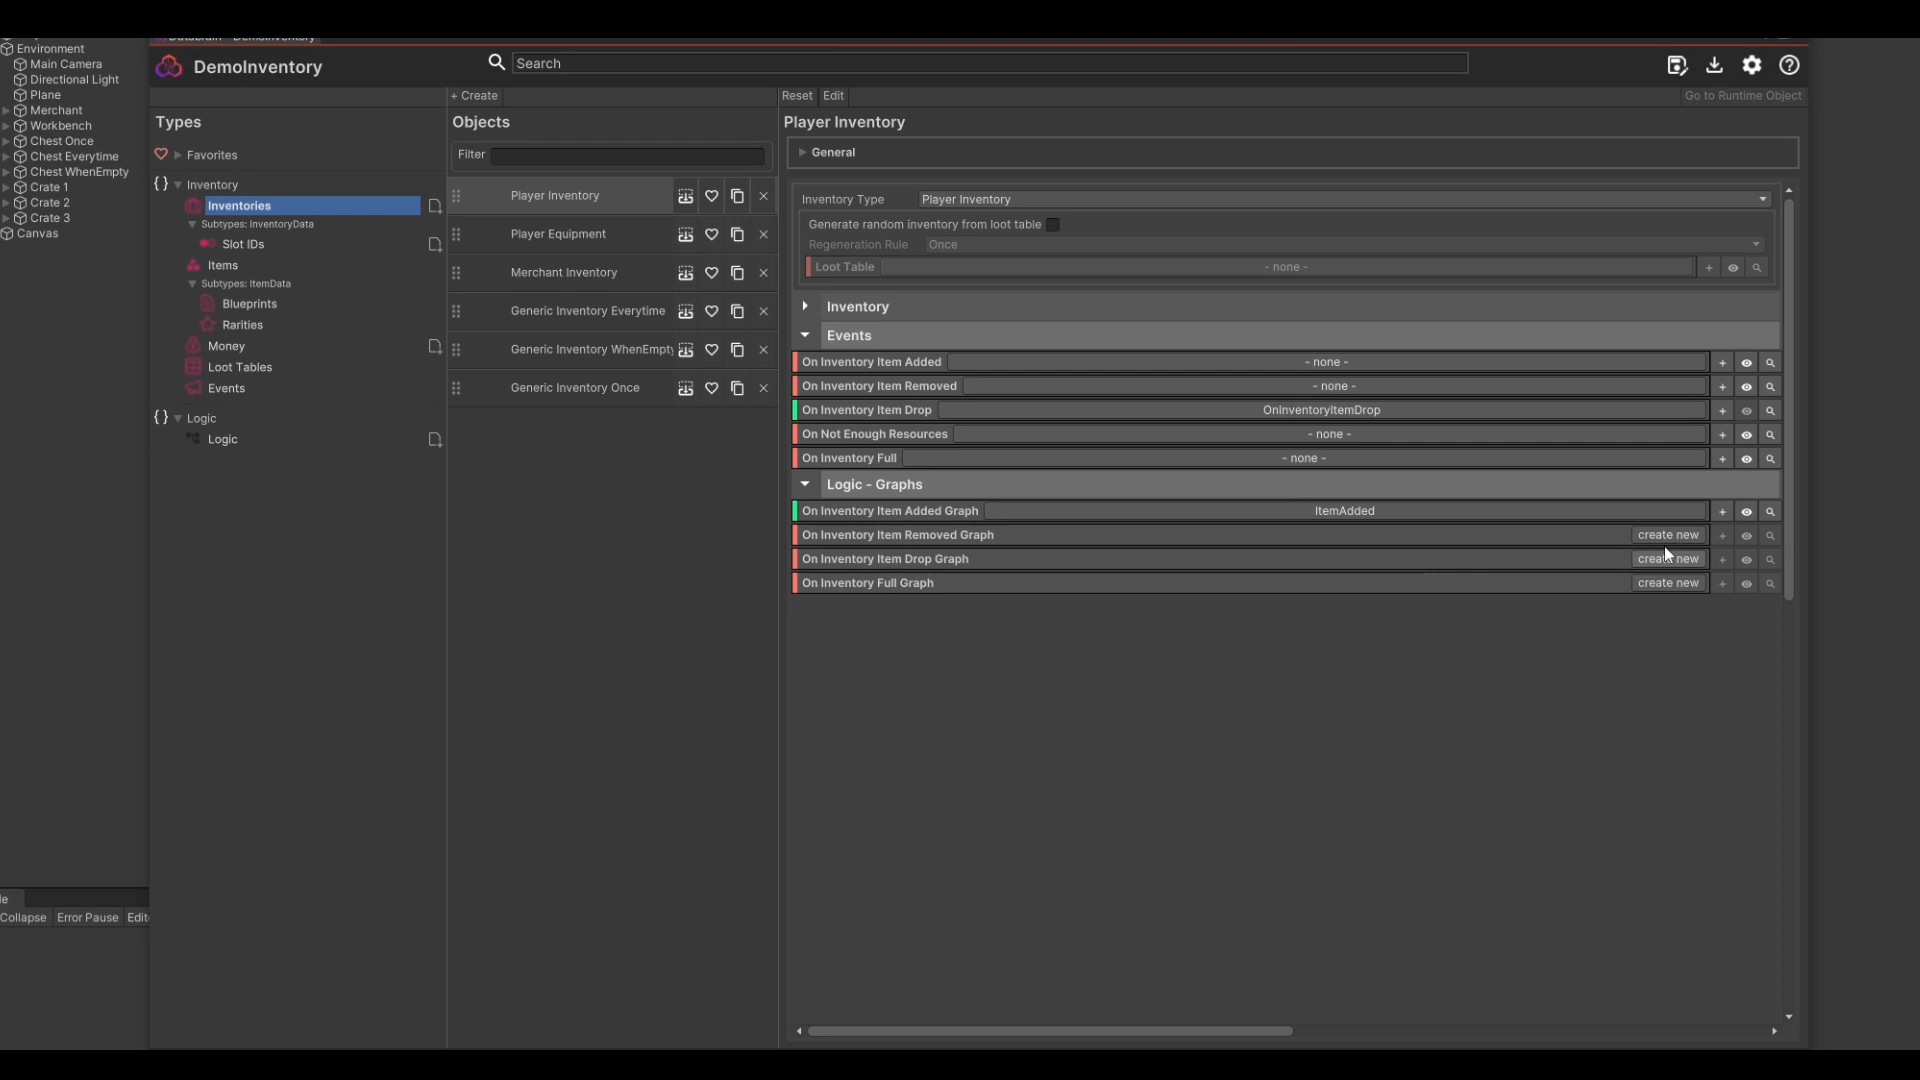 Environment
Main Camera
Directional Light
Plane
Merchant
Workbench
Chest Once
Chest Everytime
Chest WhenEmpty
Crate 1
Crate 2
Crate 3
Canvas
Collapse Error Pause
DemoInventory
Search
Types
Favorites
{ } Inventory
Inventories
Subtypes: InventoryData
Slot IDs
Items
Subtypes: ItemData
Blueprints
Rarities
Money
Loot Tables
Events
{ } Logic
Logic
+ Create
Objects
Filter
Player Inventory
Player Equipment
Merchant Inventory
Generic Inventory Everytime
Generic Inventory WhenEmpty
Generic Inventory Once
Reset Edit Go to Runtime Object
Player Inventory
General
Inventory Type Player Inventory
Generate random inventory from loot table
Regeneration Rule Once
Loot Table - none -
Inventory
Events
On Inventory Item Added - none -
On Inventory Item Removed - none -
On Inventory Item Drop OnInventoryItemDrop
On Not Enough Resources - none -
On Inventory Full - none -
Logic - Graphs
On Inventory Item Added Graph ItemAdded
On Inventory Item Removed Graph create new
On Inventory Item Drop Graph create new
On Inventory Full Graph create new